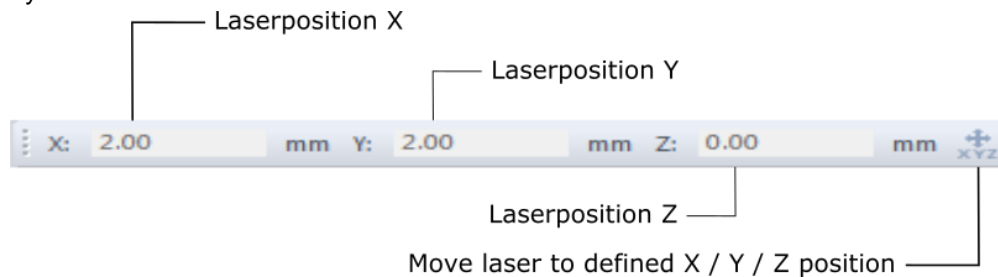 Laserposition X
Laserposition Y
X: 2.00 mm Y: 2.00 mm Z: 0.00 mm XYZ
Laserposition Z
Move laser to defined X / Y / Z position